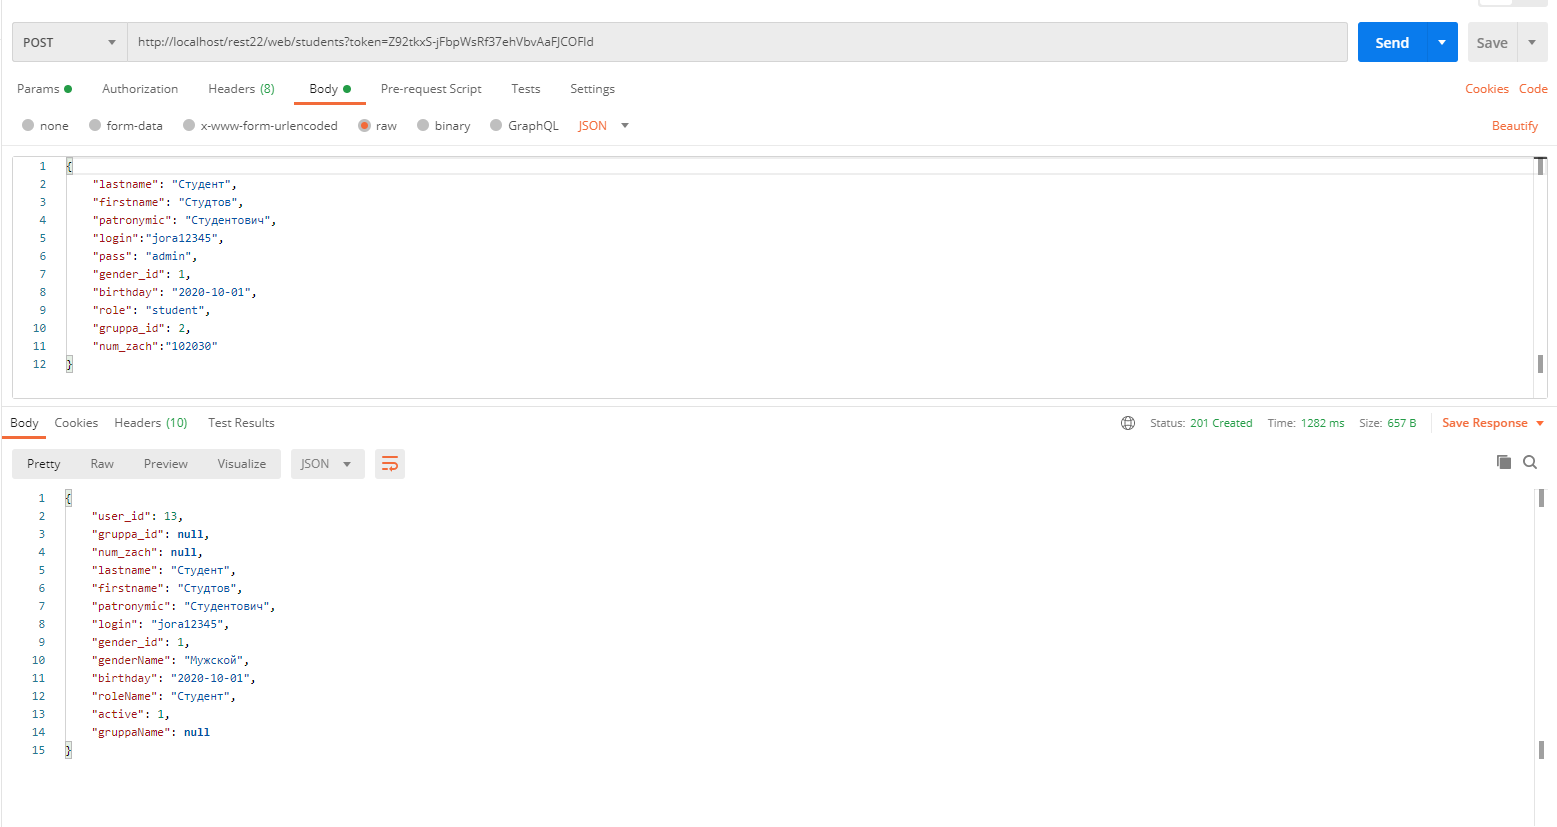 POST http://localhost/rest22/web/students?token=Z92tkxS-jFbpWsRf37ehVbvAaFJCOFld Send Save
Params Authorization Headers (8) Body Pre-request Script Tests Settings Cookies Code
none form-data x-www-form-urlencoded raw binary GraphQL JSON Beautify
1 {
2 "lastname": "Студент",
3 "firstname": "Студтов",
4 "patronymic": "Студентович",
5 "login":"jora12345",
6 "pass": "admin",
7 "gender_id": 1,
8 "birthday": "2020-10-01",
9 "role": "student",
10 "gruppa_id": 2,
11 "num_zach":"102030"
12 }
Body Cookies Headers (10) Test Results Status: 201 Created Time: 1282 ms Size: 657 B Save Response
Pretty Raw Preview Visualize JSON
1 {
2 "user_id": 13,
3 "gruppa_id": null,
4 "num_zach": null,
5 "lastname": "Студент",
6 "firstname": "Студтов",
7 "patronymic": "Студентович",
8 "login": "jora12345",
9 "gender_id": 1,
10 "genderName": "Мужской",
11 "birthday": "2020-10-01",
12 "roleName": "Студент",
13 "active": 1,
14 "gruppaName": null
15 }